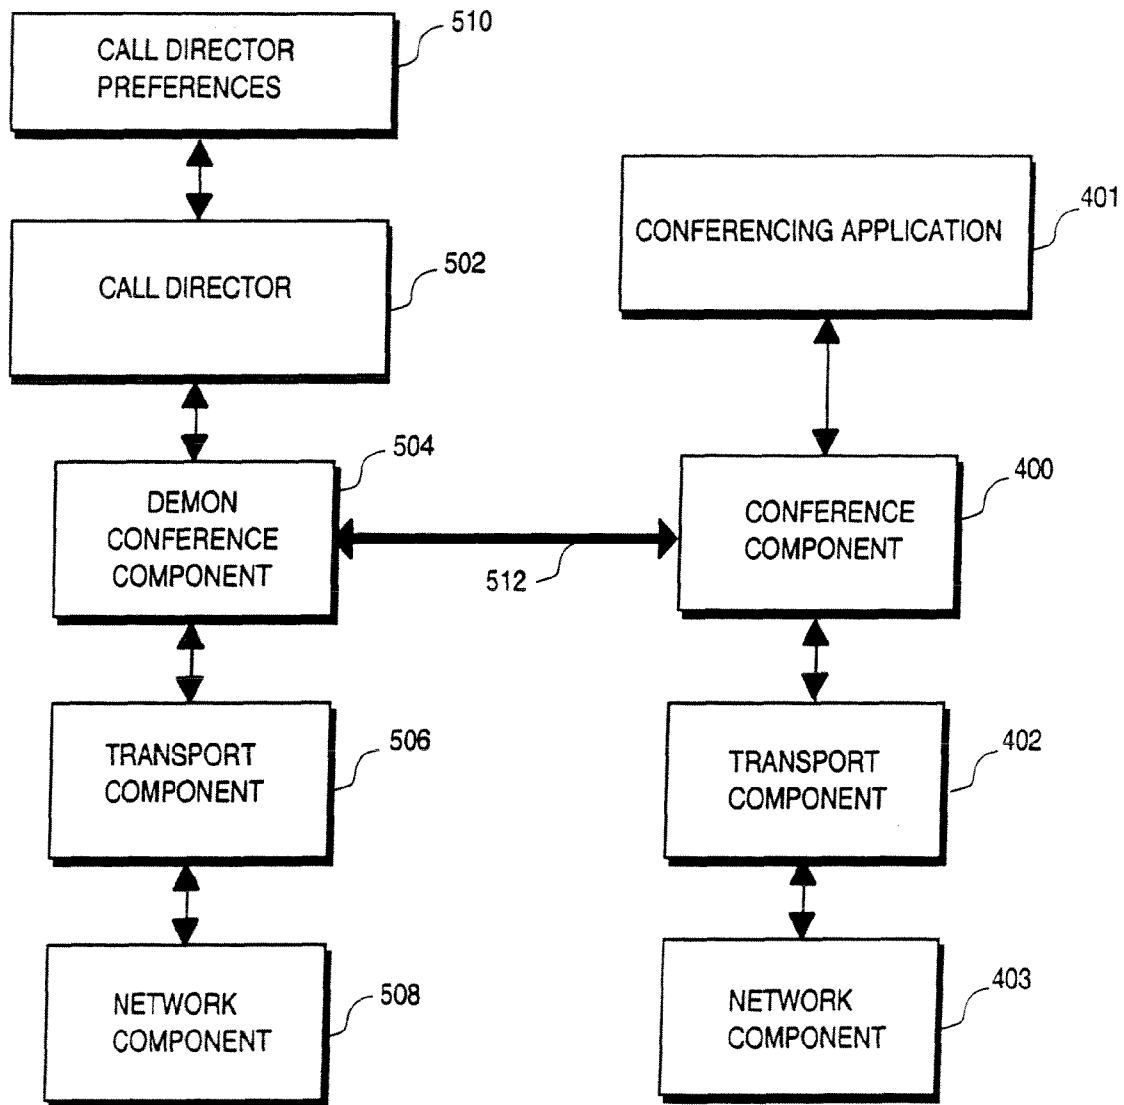 CALL DIRECTOR
PREFERENCES
510
CALL DIRECTOR
502
CONFERENCING APPLICATION
401
DEMON
CONFERENCE
COMPONENT
504
512
CONFERENCE
COMPONENT
400
TRANSPORT
COMPONENT
506
TRANSPORT
COMPONENT
402
NETWORK
COMPONENT
508
NETWORK
COMPONENT
403